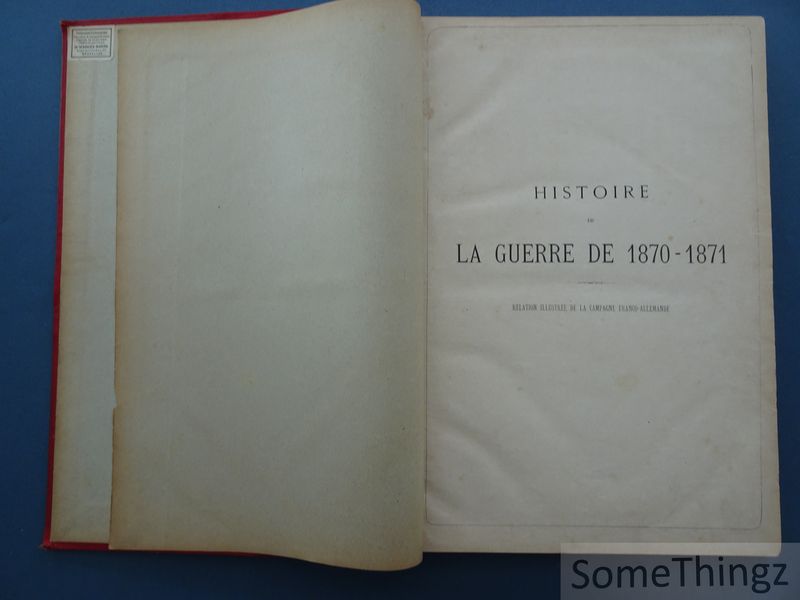 HISTOIRE
DE
LA GUERRE DE 1870-1871
RELATION ILLUSTRÉE DE LA CAMPAGNE FRANCO-ALLEMANDE
SomeThingz